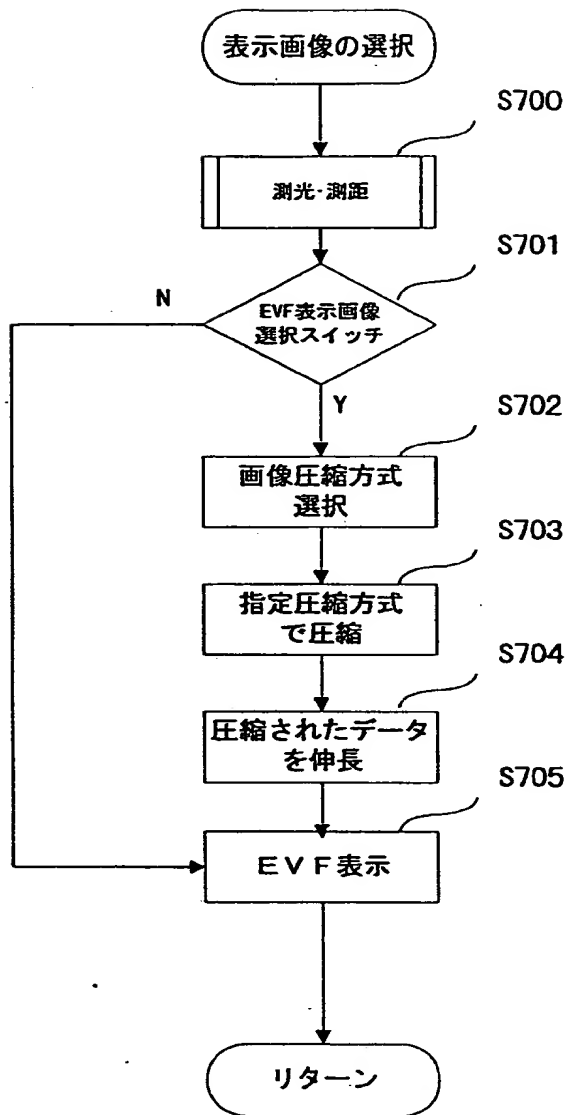 表示画像の選択
S700
測光・測距
S701
N
EVF表示画像
選択スイッチ
Y
S702
画像圧縮方式
選択
S703
指定圧縮方式
で圧縮
S704
圧縮されたデータ
を伸長
S705
EVF表示
リターン